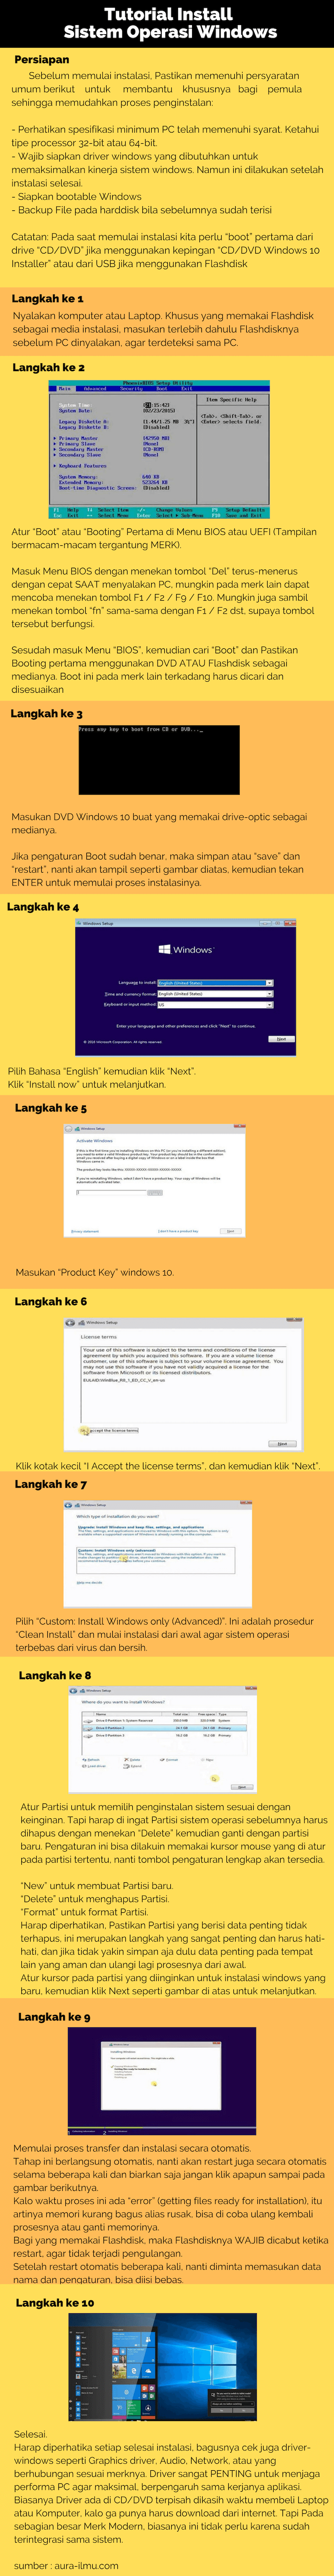 Tutorial Install
Sistem Operasi Windows
Persiapan
Sebelum memulai instalasi, Pastikan memenuhi persyaratan
umum berikut untuk membantu khususnya bagi pemula
sehingga memudahkan proses penginstalan:
- Perhatikan spesifikasi minimum PC telah memenuhi syarat. Ketahui
tipe processor 32-bit atau 64-bit.
- Wajib siapkan driver windows yang dibutuhkan untuk
memaksimalkan kinerja sistem windows. Namun ini dilakukan setelah
instalasi selesai.
- Siapkan bootable Windows
- Backup File pada harddisk bila sebelumnya sudah terisi
Catatan: Pada saat memulai instalasi kita perlu "boot" pertama dari
drive "CD/DVD" jika menggunakan kepingan "CD/DVD Windows 10
Installer" atau dari USB jika menggunakan Flashdisk
Langkah ke 1
Nyalakan komputer atau Laptop. Khusus yang memakai Flashdisk
sebagai media instalasi, masukan terlebih dahulu Flashdisknya
sebelum PC dinyalakan, agar terdeteksi sama PC.
Langkah ke 2
PhoenixBIOS Setup Utility
Main Advanced Security Boot Exit
Item Specific Help
System Time: [ :15:42]
System Date: [02/23/2015]
<Tab>, <Shift-Tab>, or
<Enter> selects field.
Legacy Diskette A: [1.44/1.25 MB 3½"]
Legacy Diskette B: [Disabled]
Primary Master [42950 MB]
Primary Slave [None]
Secondary Master [CD-ROM]
Secondary Slave [None]
Keyboard Features
System Memory: 640 KB
Extended Memory: 523264 KB
Boot-time Diagnostic Screen: [Disabled]
F1 Help ↑↓ Select Item -/+ Change Values F9 Setup Defaults
Esc Exit ↔ Select Menu Enter Select ▸ Sub-Menu F10 Save and Exit
Atur "Boot" atau "Booting" Pertama di Menu BIOS atau UEFI (Tampilan
bermacam-macam tergantung MERK).
Masuk Menu BIOS dengan menekan tombol "Del" terus-menerus
dengan cepat SAAT menyalakan PC, mungkin pada merk lain dapat
mencoba menekan tombol F1 / F2 / F9 / F10. Mungkin juga sambil
menekan tombol "fn" sama-sama dengan F1 / F2 dst, supaya tombol
tersebut berfungsi.
Sesudah masuk Menu "BIOS", kemudian cari "Boot" dan Pastikan
Booting pertama menggunakan DVD ATAU Flashdisk sebagai
medianya. Boot ini pada merk lain terkadang harus dicari dan
disesuaikan
Langkah ke 3
Press any key to boot from CD or DVD..._
Masukan DVD Windows 10 buat yang memakai drive-optic sebagai
medianya.
Jika pengaturan Boot sudah benar, maka simpan atau "save" dan
"restart", nanti akan tampil seperti gambar diatas, kemudian tekan
ENTER untuk memulai proses instalasinya.
Langkah ke 4
Windows Setup
Windows
Language to install: English (United States)
Time and currency format: English (United States)
Keyboard or input method: US
Enter your language and other preferences and click "Next" to continue.
© 2016 Microsoft Corporation. All rights reserved.
Next
Pilih Bahasa "English" kemudian klik "Next".
Klik "Install now" untuk melanjutkan.
Langkah ke 5
Windows Setup
Activate Windows
Privacy statement
I don't have a product key
Next
Masukan "Product Key" windows 10.
Langkah ke 6
Windows Setup
License terms
Your use of this software is subject to the terms and conditions of the license
agreement by which you acquired this software. If you are a volume license
customer, use of this software is subject to your volume license agreement. You
may not use this software if you have not validly acquired a license for the
software from Microsoft or its licensed distributors.
I accept the license terms
Next
Klik kotak kecil "I Accept the license terms", dan kemudian klik "Next".
Langkah ke 7
Windows Setup
Which type of installation do you want?
Upgrade: Install Windows and keep files, settings, and applications
Custom: Install Windows only (advanced)
Help me decide
Pilih "Custom: Install Windows only (Advanced)". Ini adalah prosedur
"Clean Install" dan mulai instalasi dari awal agar sistem operasi
terbebas dari virus dan bersih.
Langkah ke 8
Windows Setup
Where do you want to install Windows?
Name Total size Free space Type
Drive 0 Partition 1: System Reserved System
Drive 0 Partition 2 Primary
Drive 0 Partition 3 Primary
Refresh Delete Format New
Load driver Extend
Next
Atur Partisi untuk memilih penginstalan sistem sesuai dengan
keinginan. Tapi harap di ingat Partisi sistem operasi sebelumnya harus
dihapus dengan menekan "Delete" kemudian ganti dengan partisi
baru. Pengaturan ini bisa dilakuin memakai kursor mouse yang di atur
pada partisi tertentu, nanti tombol pengaturan lengkap akan tersedia.
"New" untuk membuat Partisi baru.
"Delete" untuk menghapus Partisi.
"Format" untuk format Partisi.
Harap diperhatikan, Pastikan Partisi yang berisi data penting tidak
terhapus, ini merupakan langkah yang sangat penting dan harus hati-
hati, dan jika tidak yakin simpan aja dulu data penting pada tempat
lain yang aman dan ulangi lagi prosesnya dari awal.
Atur kursor pada partisi yang diinginkan untuk instalasi windows yang
baru, kemudian klik Next seperti gambar di atas untuk melanjutkan.
Langkah ke 9
Memulai proses transfer dan instalasi secara otomatis.
Tahap ini berlangsung otomatis, nanti akan restart juga secara otomatis
selama beberapa kali dan biarkan saja jangan klik apapun sampai pada
gambar berikutnya.
Kalo waktu proses ini ada "error" (getting files ready for installation), itu
artinya memori kurang bagus alias rusak, bisa di coba ulang kembali
prosesnya atau ganti memorinya.
Bagi yang memakai Flashdisk, maka Flashdisknya WAJIB dicabut ketika
restart, agar tidak terjadi pengulangan.
Setelah restart otomatis beberapa kali, nanti diminta memasukan data
nama dan pengaturan, bisa diisi bebas.
Langkah ke 10
Selesai.
Harap diperhatika setiap selesai instalasi, bagusnya cek juga driver-
windows seperti Graphics driver, Audio, Network, atau yang
berhubungan sesuai merknya. Driver sangat PENTING untuk menjaga
performa PC agar maksimal, berpengaruh sama kerjanya aplikasi.
Biasanya Driver ada di CD/DVD terpisah dikasih waktu membeli Laptop
atau Komputer, kalo ga punya harus download dari internet. Tapi Pada
sebagian besar Merk Modern, biasanya ini tidak perlu karena sudah
terintegrasi sama sistem.
sumber : aura-ilmu.com